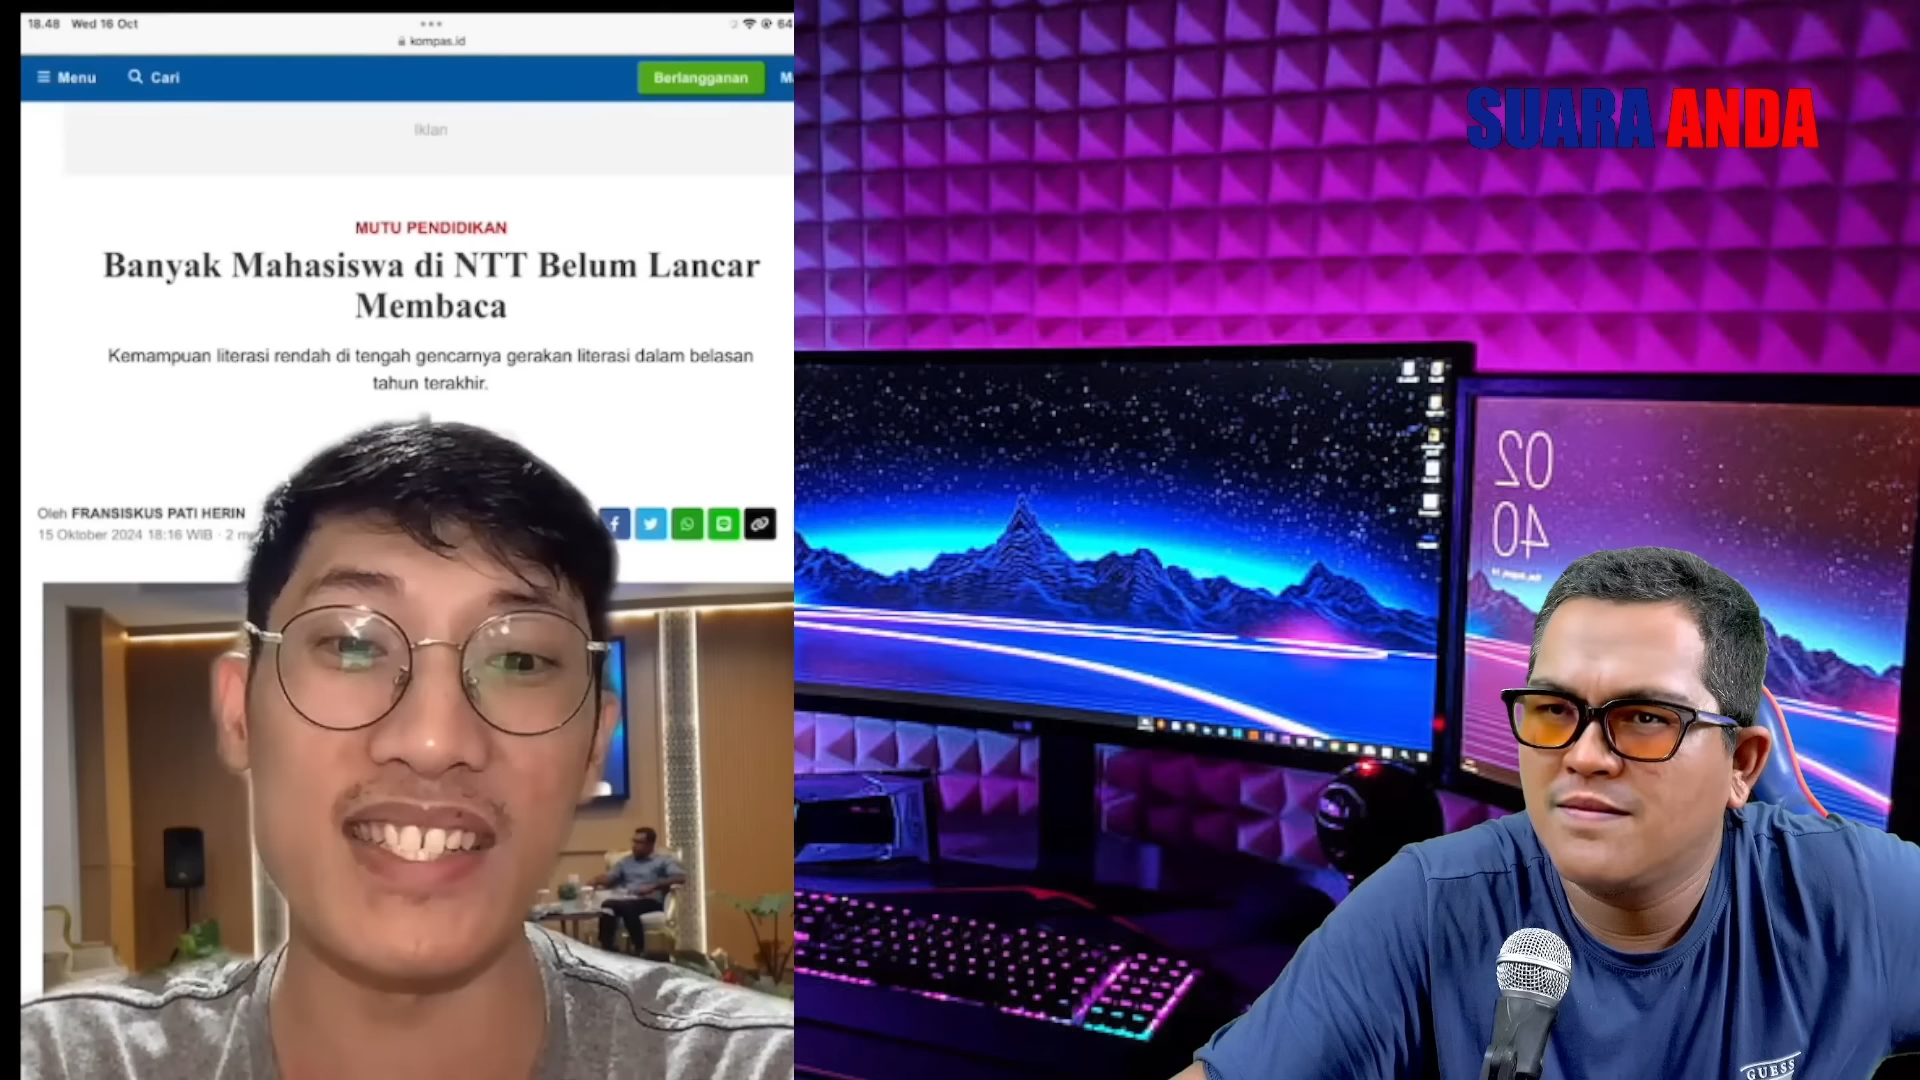 18.48 Wed 16 Oct
64
kompas.id
Menu
Cari
Berlangganan
Iklan
MUTU PENDIDIKAN
Banyak Mahasiswa di NTT Belum Lancar
Membaca
Kemampuan literasi rendah di tengah gencarnya gerakan literasi dalam belasan
tahun terakhir.
Oleh FRANSISKUS PATI HERIN
15 Oktober 2024 18:16 WIB · 2
SUARA ANDA
02
40
GUESS